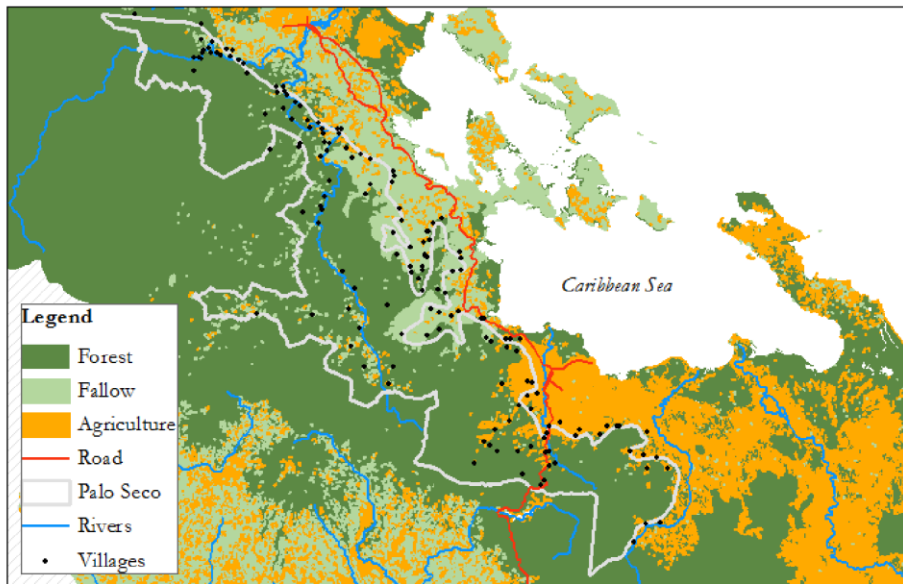 Caribbean Sea
Legend
Forest
Fallow
Agriculture
Road
Palo Seco
Rivers
Villages